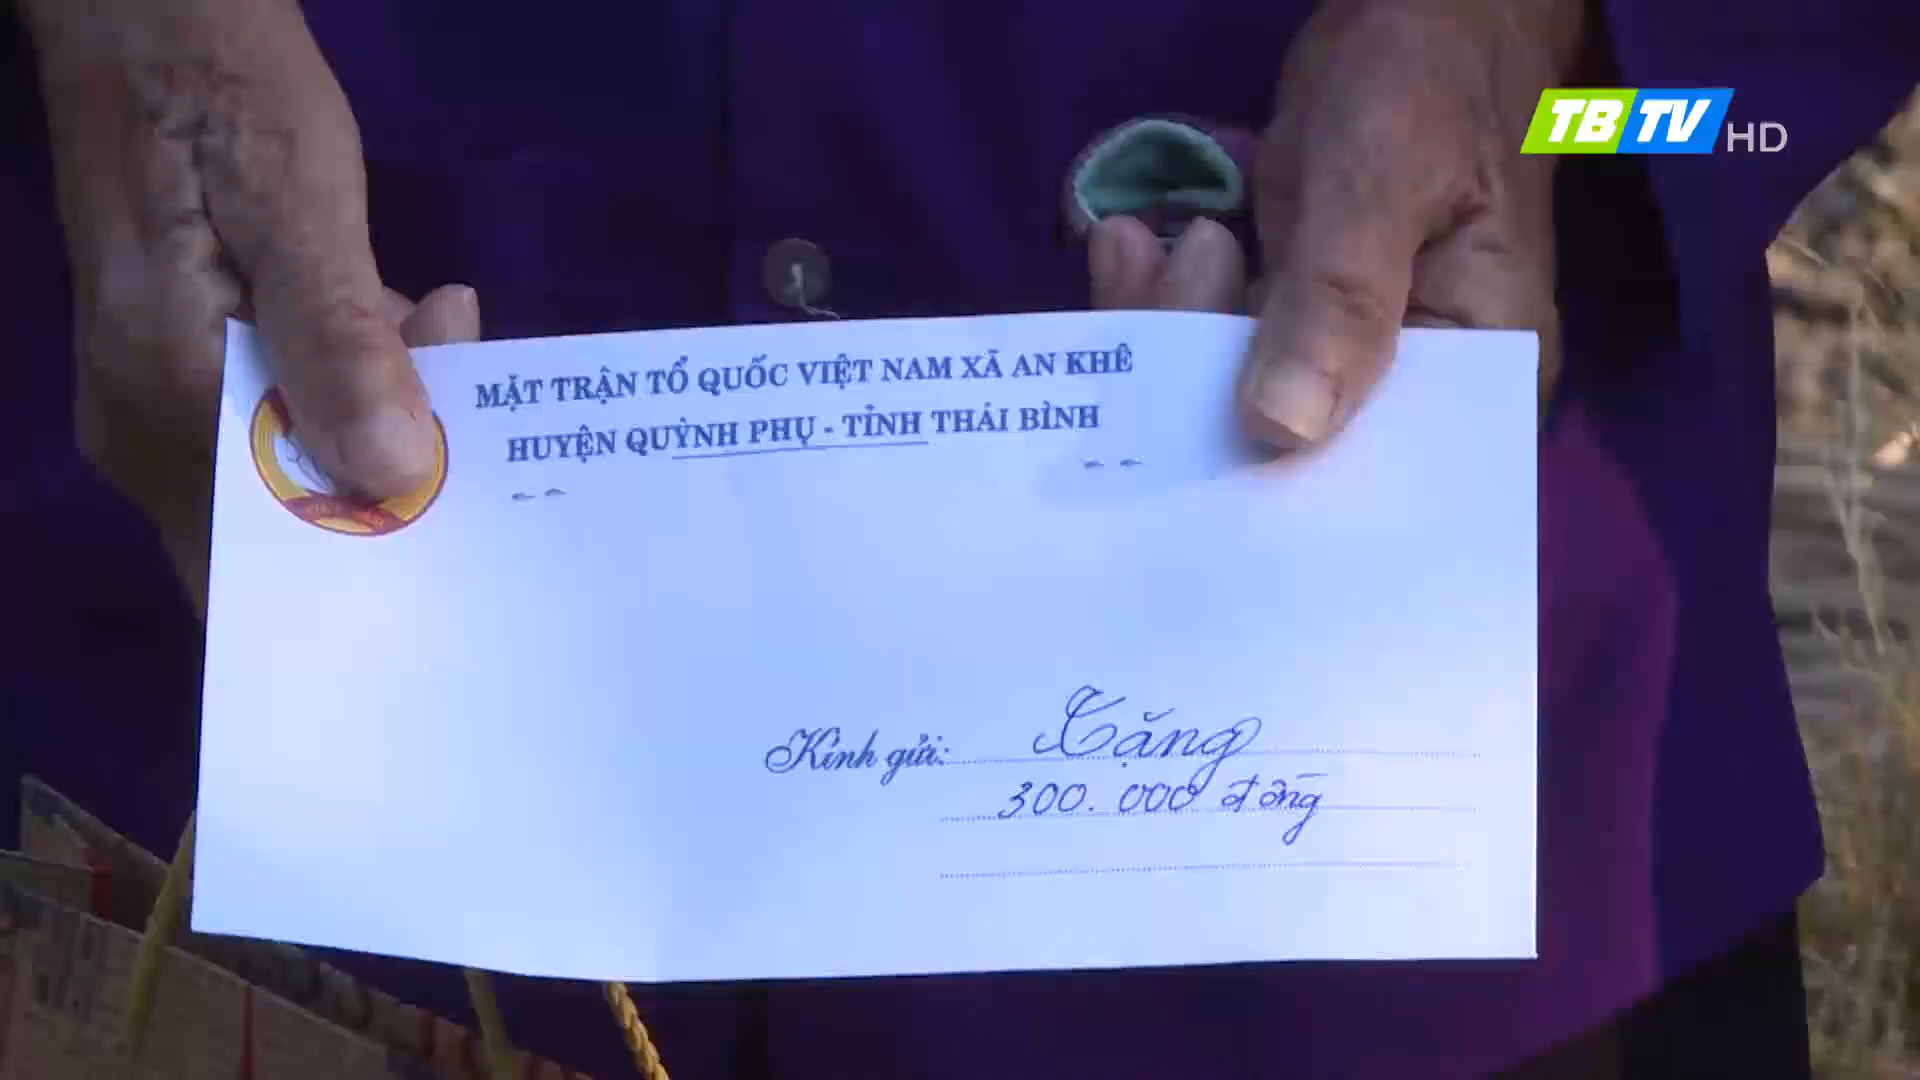 TBTV HD
MẶT TRẬN TỔ QUỐC VIỆT NAM XÃ AN KHÊ
HUYỆN QUỲNH PHỤ - TỈNH THÁI BÌNH
Kính gửi: Tặng
300.000 đồng